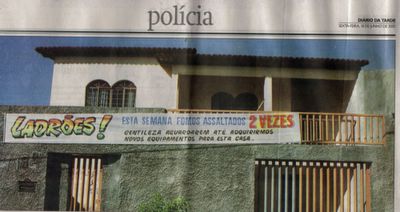 polícia
DIÁRIO DA TARDE
LADRÕES!
ESTA SEMANA FOMOS ASSALTADOS 2 VEZES
GENTILEZA AGUARDAREM ATÉ ADQUIRIRMOS
NOVOS EQUIPAMENTOS PARA ESTA CASA.